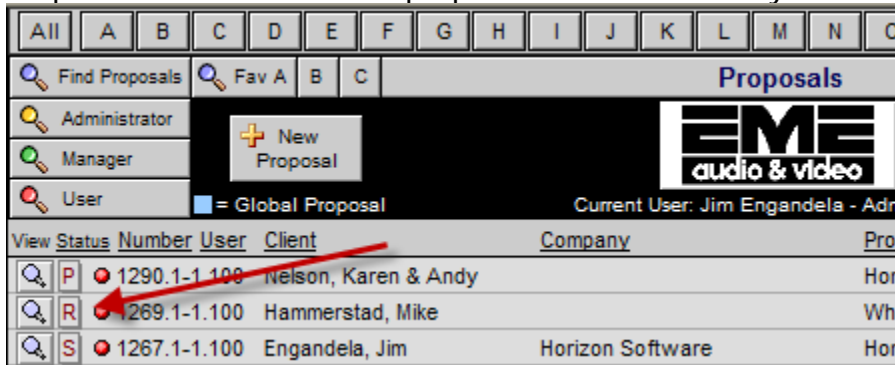 All A B C D E F G H I J K L M N
Find Proposals Fav A B C Proposals
Administrator
New
Proposal
Manager
EME
audio & video
User = Global Proposal Current User: Jim Engandela - Adr
View Status Number User Client Company Pro
P 1290.1-1.100 Nelson, Karen & Andy Hor
R 1269.1-1.100 Hammerstad, Mike Wh
S 1267.1-1.100 Engandela, Jim Horizon Software Hor